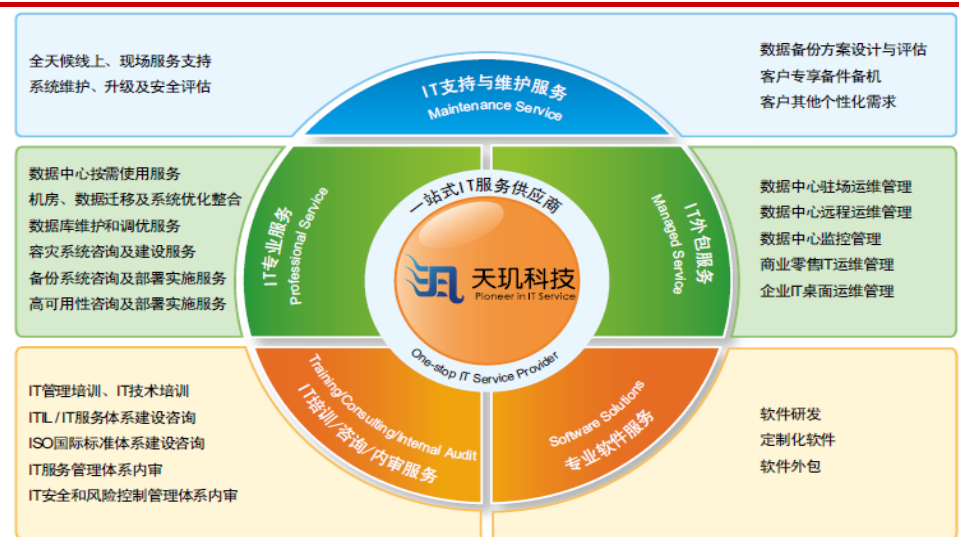 全天候线上、现场服务支持
系统维护、升级及安全评估
数据备份方案设计与评估
客户专享备件备机
客户其他个性化需求
IT支持与维护服务
Maintenance Service
数据中心按需使用服务
机房、数据迁移及系统优化整合
数据库维护和调优服务
容灾系统咨询及建设服务
备份系统咨询及部署实施服务
高可用性咨询及部署实施服务
IT专业服务
Professional Service
一站式IT服务供应商
天玑科技
Pioneer in IT Service
One-stop IT Service Provider
IT外包服务
Managed Service
数据中心驻场运维管理
数据中心远程运维管理
数据中心监控管理
商业零售IT运维管理
企业IT桌面运维管理
IT管理培训、IT技术培训
ITIL/IT服务体系建设咨询
ISO国际标准体系建设咨询
IT服务管理体系内审
IT安全和风险控制管理体系内审
Training/Consulting/Internal Audit
IT培训/咨询/内审服务
Software Solutions
专业软件服务
软件研发
定制化软件
软件外包